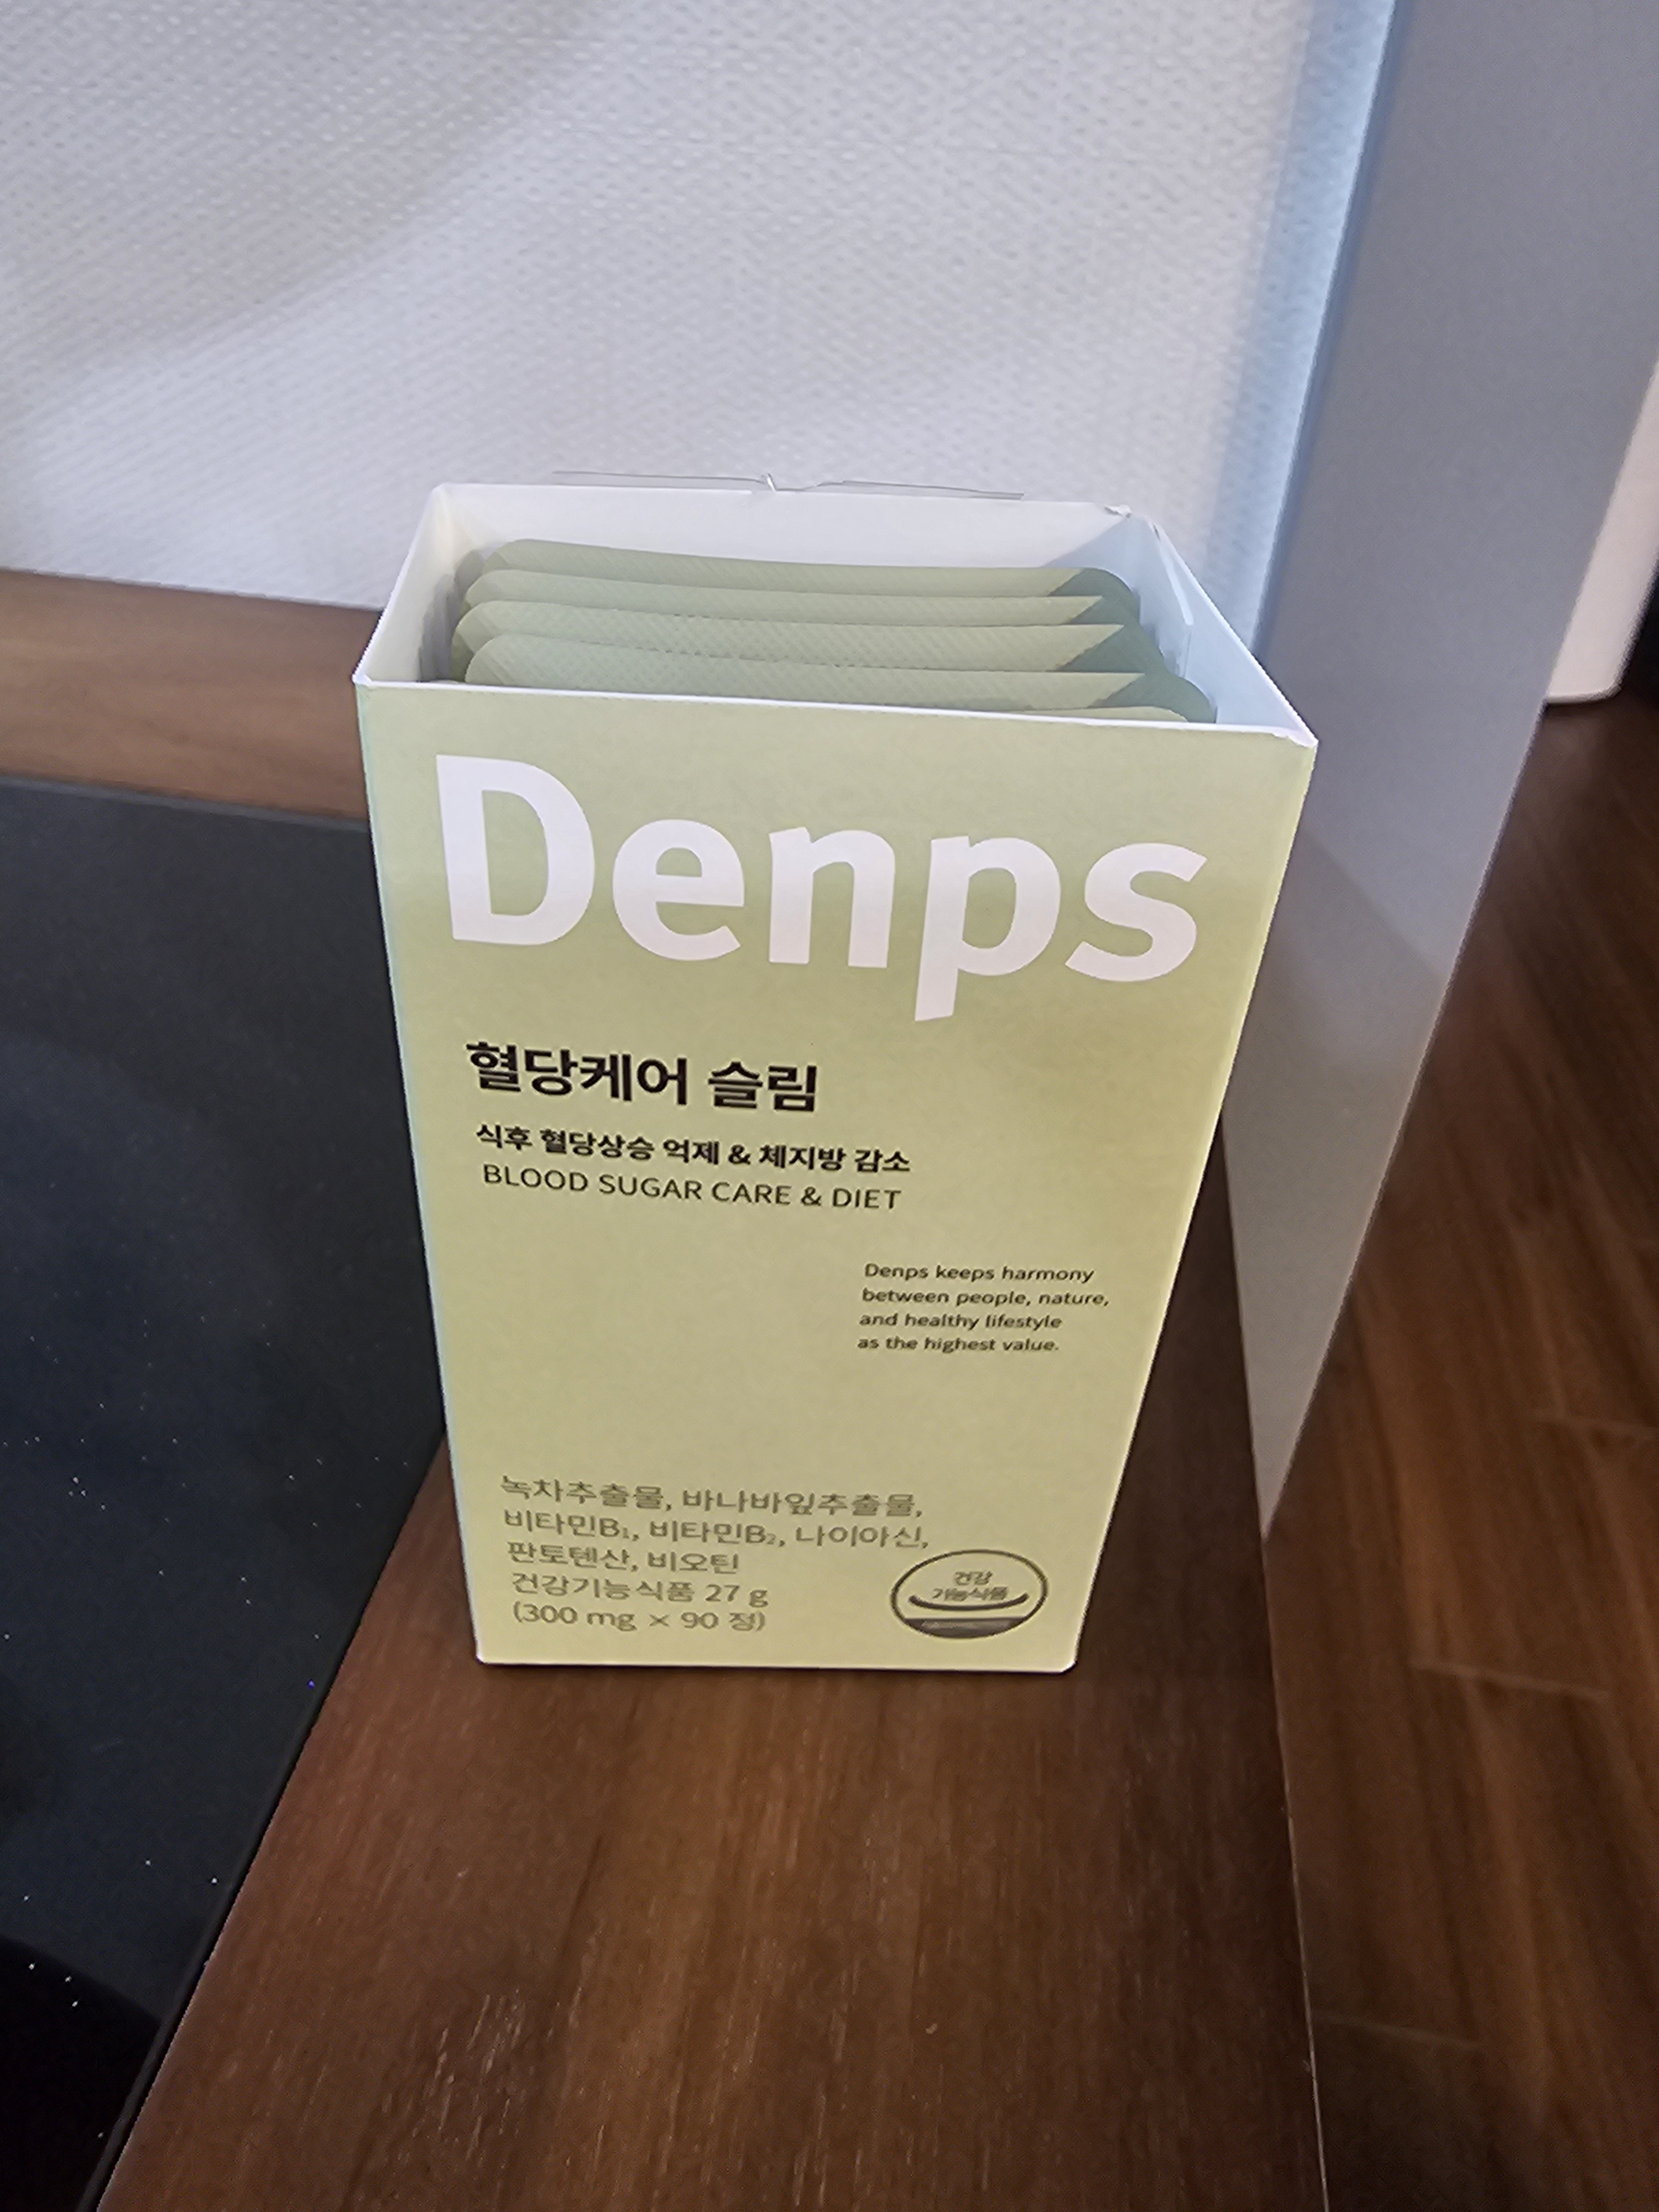 Denps
혈당케어 슬림
식후 혈당상승 억제 & 체지방 감소
BLOOD SUGAR CARE & DIET
Denps keeps harmony
between people, nature,
and healthy lifestyle
as the highest value.
녹차추출물, 바나바잎추출물,
비타민B₁, 비타민B₂, 나이아신,
판토텐산, 비오틴
건강기능식품 27 g
(300 mg × 90 정)
건강
기능식품